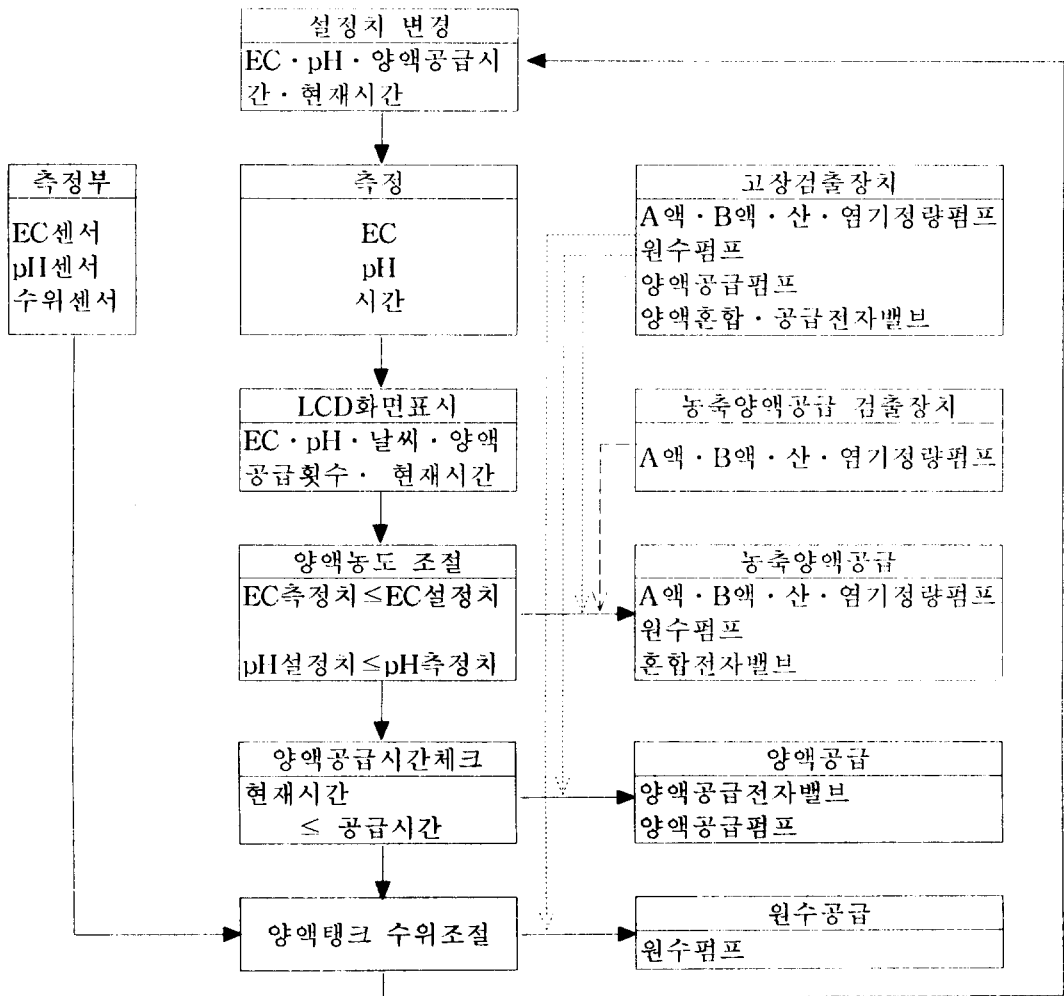 설정치 변경
EC·pH·양액공급시
간·현재시간
측정부
EC센서
pH센서
수위센서
측정
EC
pH
시간
고장검출장치
A액·B액·산·염기정량펌프
원수펌프
양액공급펌프
양액혼합·공급전자밸브
LCD화면표시
EC·pH·날씨·양액
공급횟수· 현재시간
농축양액공급 검출장치
A액·B액·산·염기정량펌프
양액농도 조절
EC측정치≤EC설정치
pH설정치≤pH측정치
농축양액공급
A액·B액·산·염기정량펌프
원수펌프
혼합전자밸브
양액공급시간체크
현재시간
≤ 공급시간
양액공급
양액공급전자밸브
양액공급펌프
양액탱크 수위조절
원수공급
원수펌프